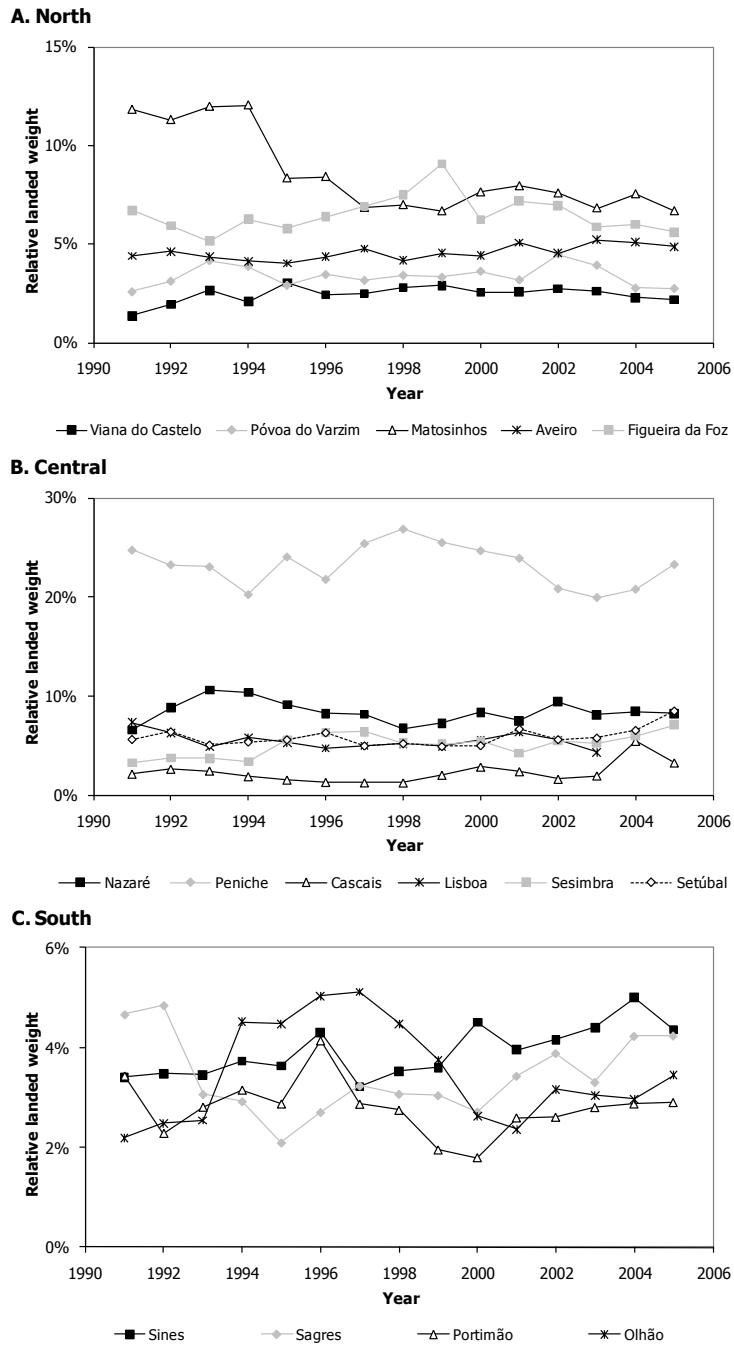 A. North
15%
10%
5%
0%
Relative landed weight
1990 1992 1994 1996 1998 2000 2002 2004 2006
Year
Viana do Castelo Póvoa do Varzim Matosinhos Aveiro Figueira da Foz
B. Central
30%
20%
10%
0%
Relative landed weight
1990 1992 1994 1996 1998 2000 2002 2004 2006
Year
Nazaré Peniche Cascais Lisboa Sesimbra Setúbal
C. South
6%
4%
2%
0%
Relative landed weight
1990 1992 1994 1996 1998 2000 2002 2004 2006
Year
Sines Sagres Portimão Olhão